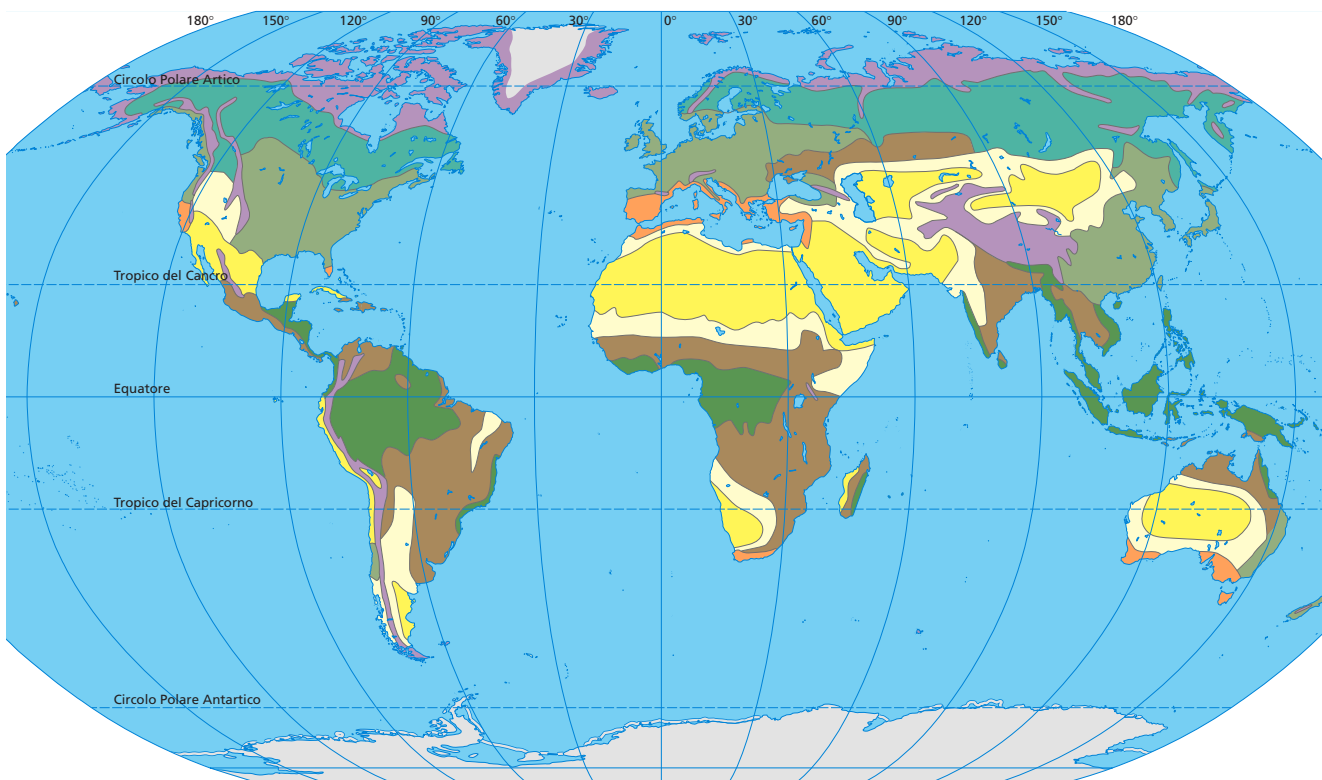 180° 150° 120° 90° 60° 30° 0° 30° 60° 90° 120° 150° 180°
Circolo Polare Artico
Tropico del Cancro
Equatore
Tropico del Capricorno
Circolo Polare Antartico